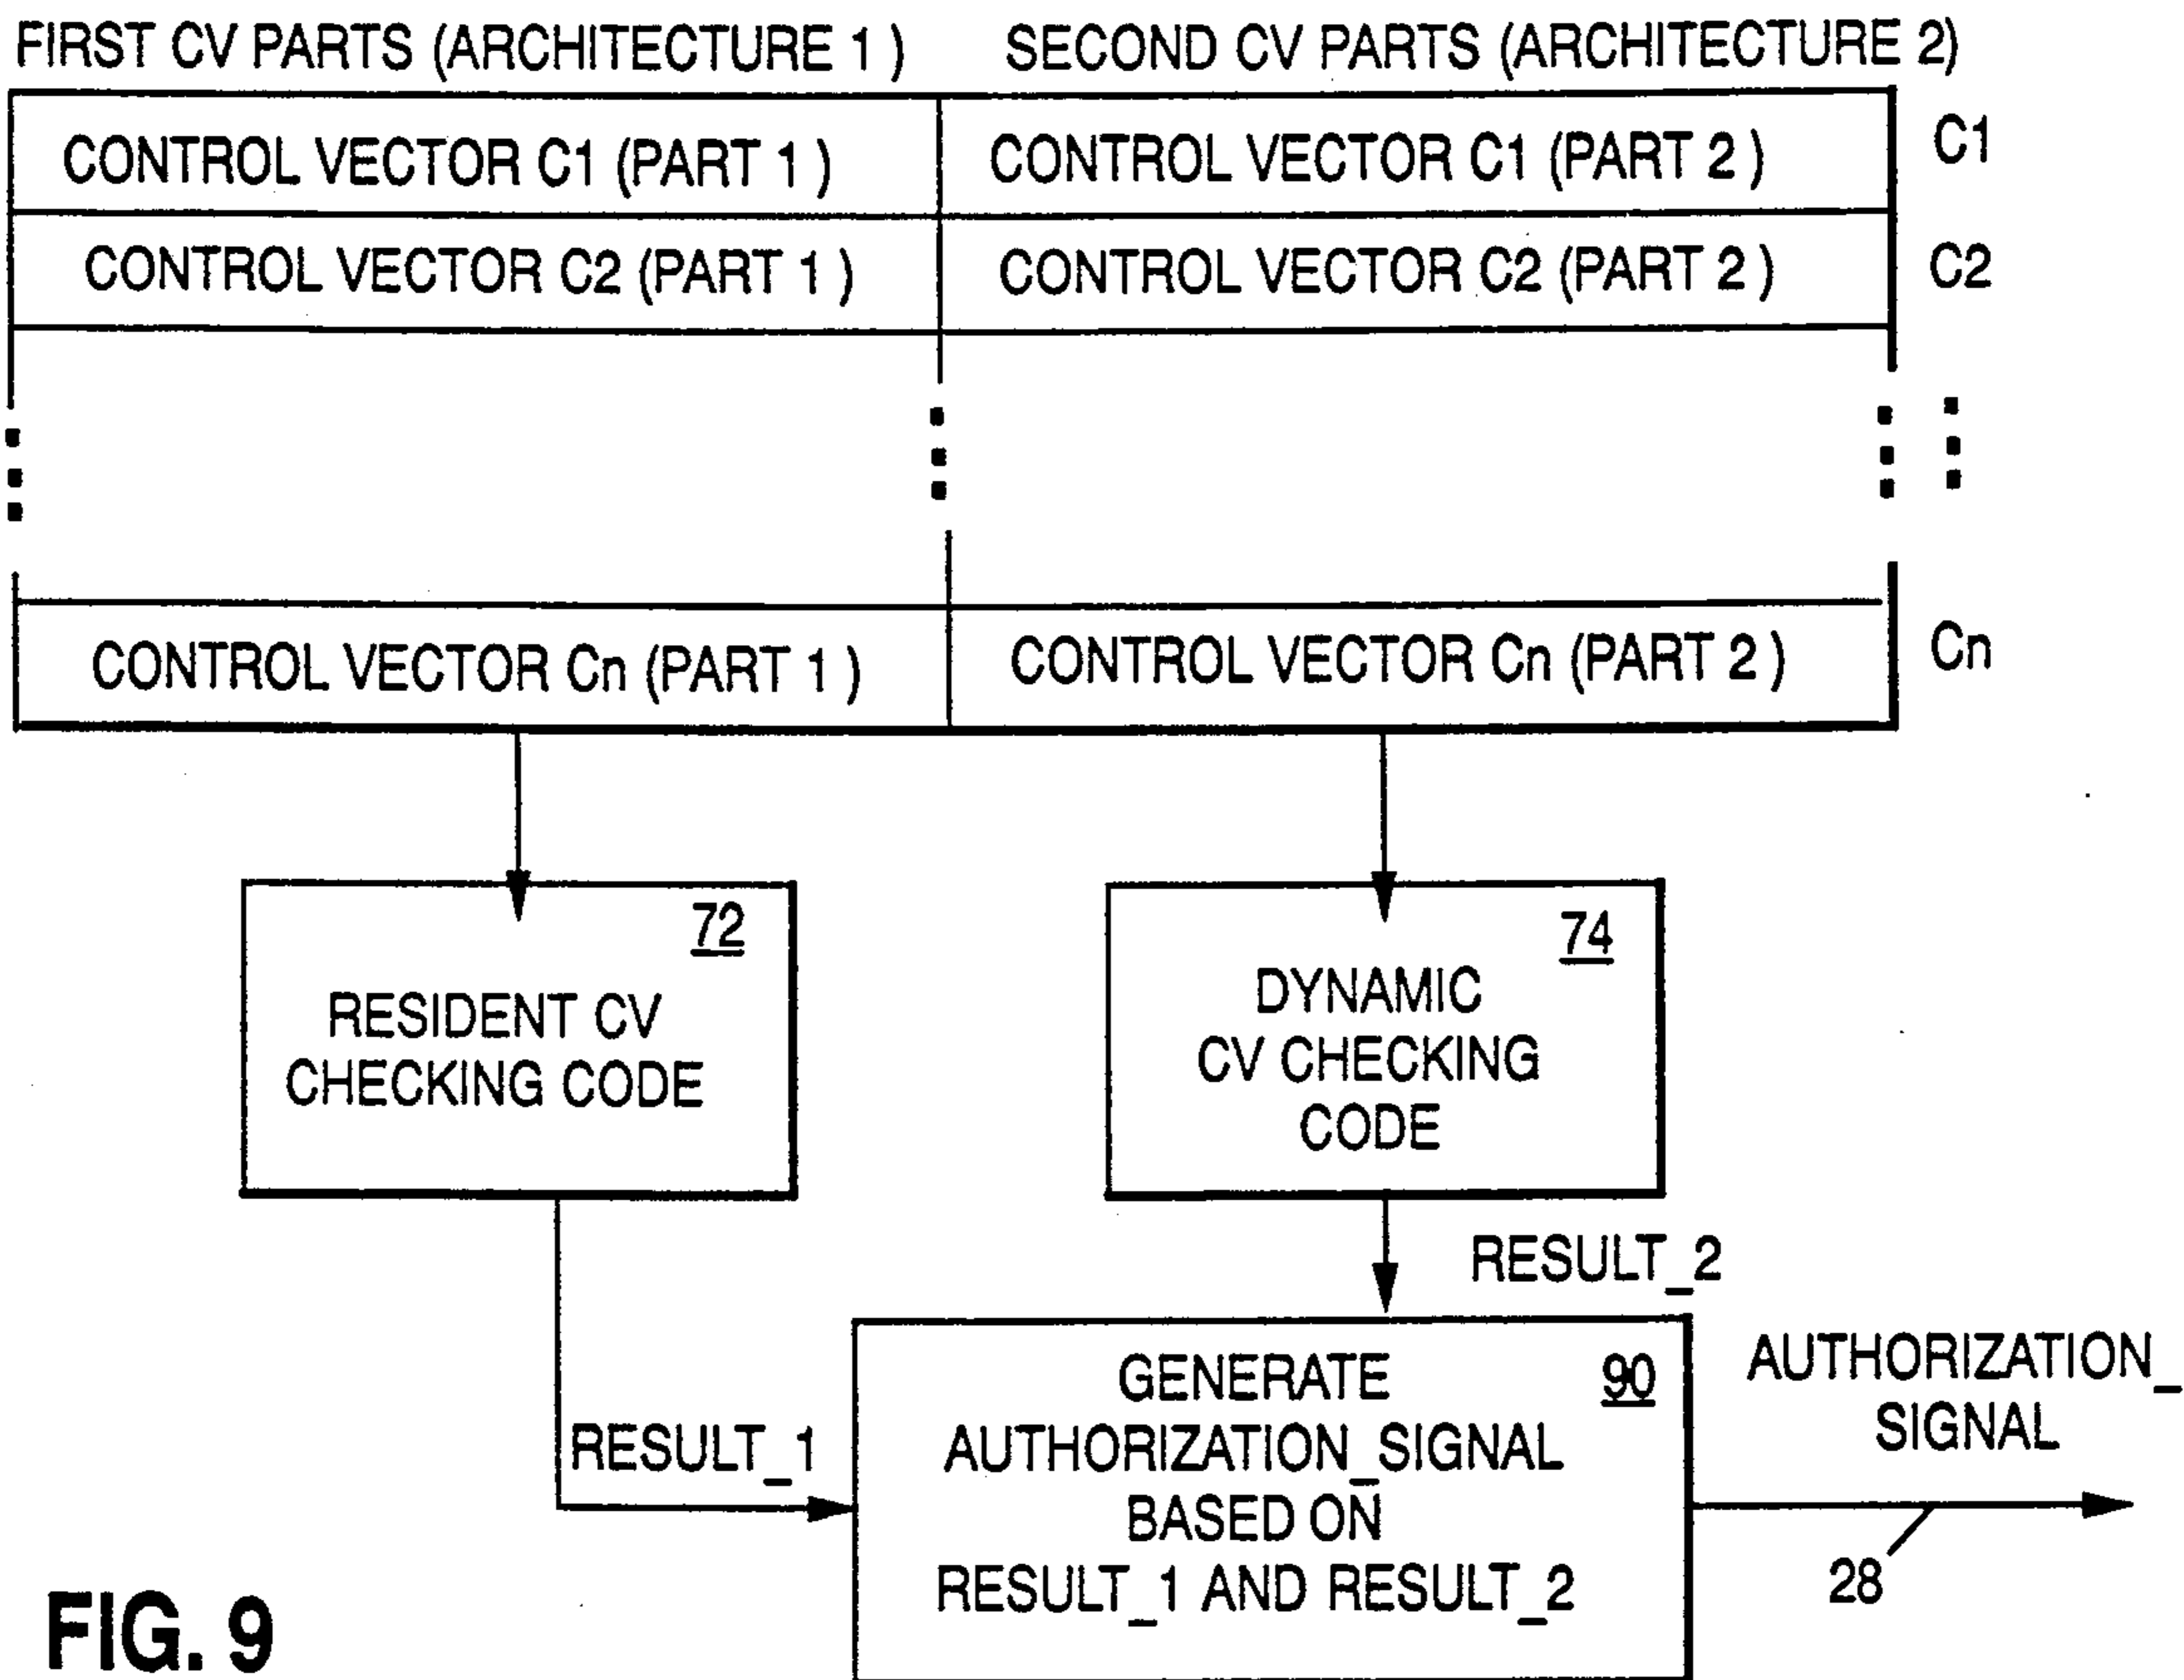 FIRST CV PARTS (ARCHITECTURE 1 ) SECOND CV PARTS (ARCHITECTURE 2)
CONTROL VECTOR C1 (PART 1 ) CONTROL VECTOR C1 (PART 2 ) C1
CONTROL VECTOR C2 (PART 1 ) CONTROL VECTOR C2 (PART 2 ) C2
CONTROL VECTOR Cn (PART 1 ) CONTROL VECTOR Cn (PART 2 ) Cn
72
RESIDENT CV
CHECKING CODE
74
DYNAMIC
CV CHECKING
CODE
RESULT_2
RESULT_1
90
GENERATE
AUTHORIZATION_SIGNAL
BASED ON
RESULT_1 AND RESULT_2
AUTHORIZATION_
SIGNAL
28
FIG. 9